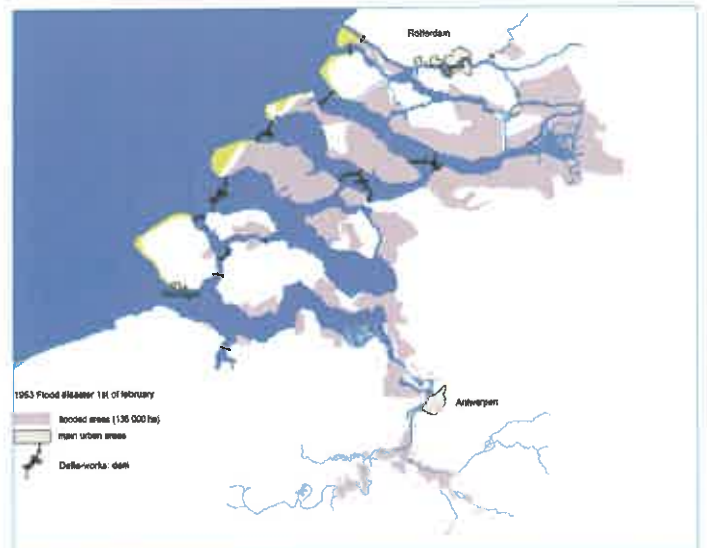 Rotterdam
1953 Flood disaster 1st of february
flooded areas (136 000 ha)
main urban areas
Antwerpen
Delta-works: dam